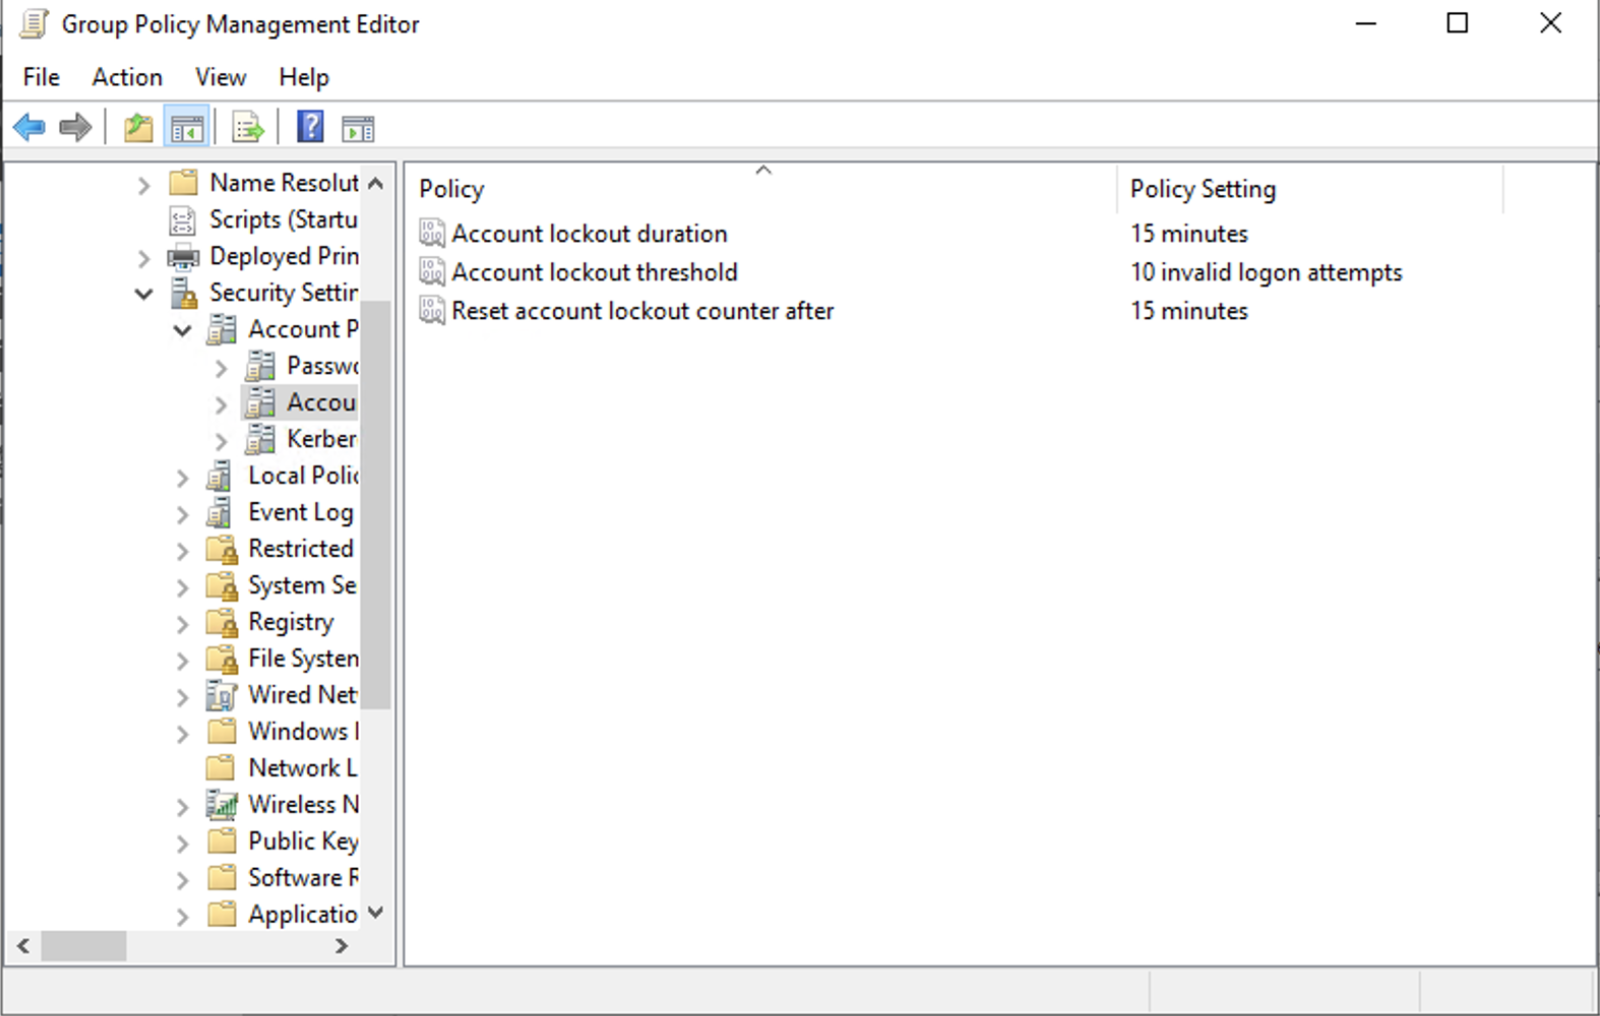 Group Policy Management Editor
File Action View Help
Name Resolut
Scripts (Startu
Deployed Prin
Security Settin
Account P
Passwo
Accou
Kerber
Local Polic
Event Log
Restricted
System Se
Registry
File System
Wired Net
Windows
Network L
Wireless N
Public Key
Software R
Applicatio
Policy Policy Setting
Account lockout duration 15 minutes
Account lockout threshold 10 invalid logon attempts
Reset account lockout counter after 15 minutes